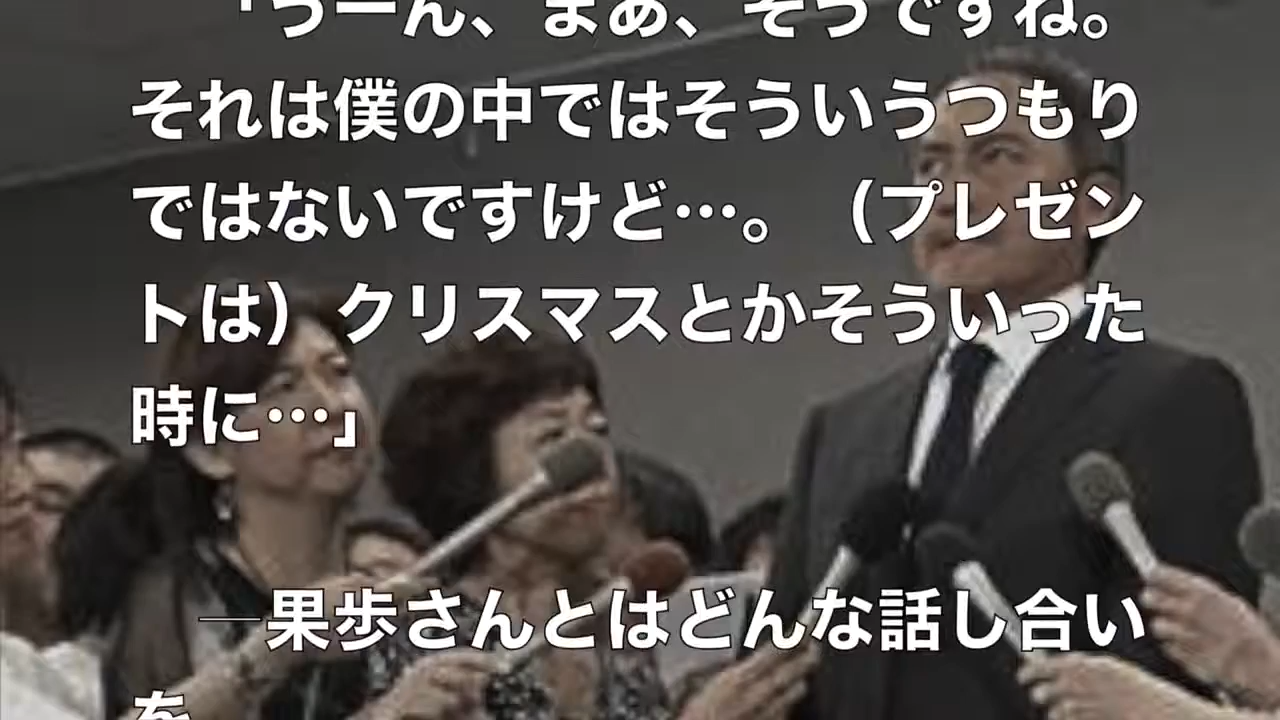 「うーん、まあ、そうですね。
それは僕の中ではそういうつもり
ではないですけど…。（プレゼン
トは）クリスマスとかそういった
時に…」
─果歩さんとはどんな話し合い
を